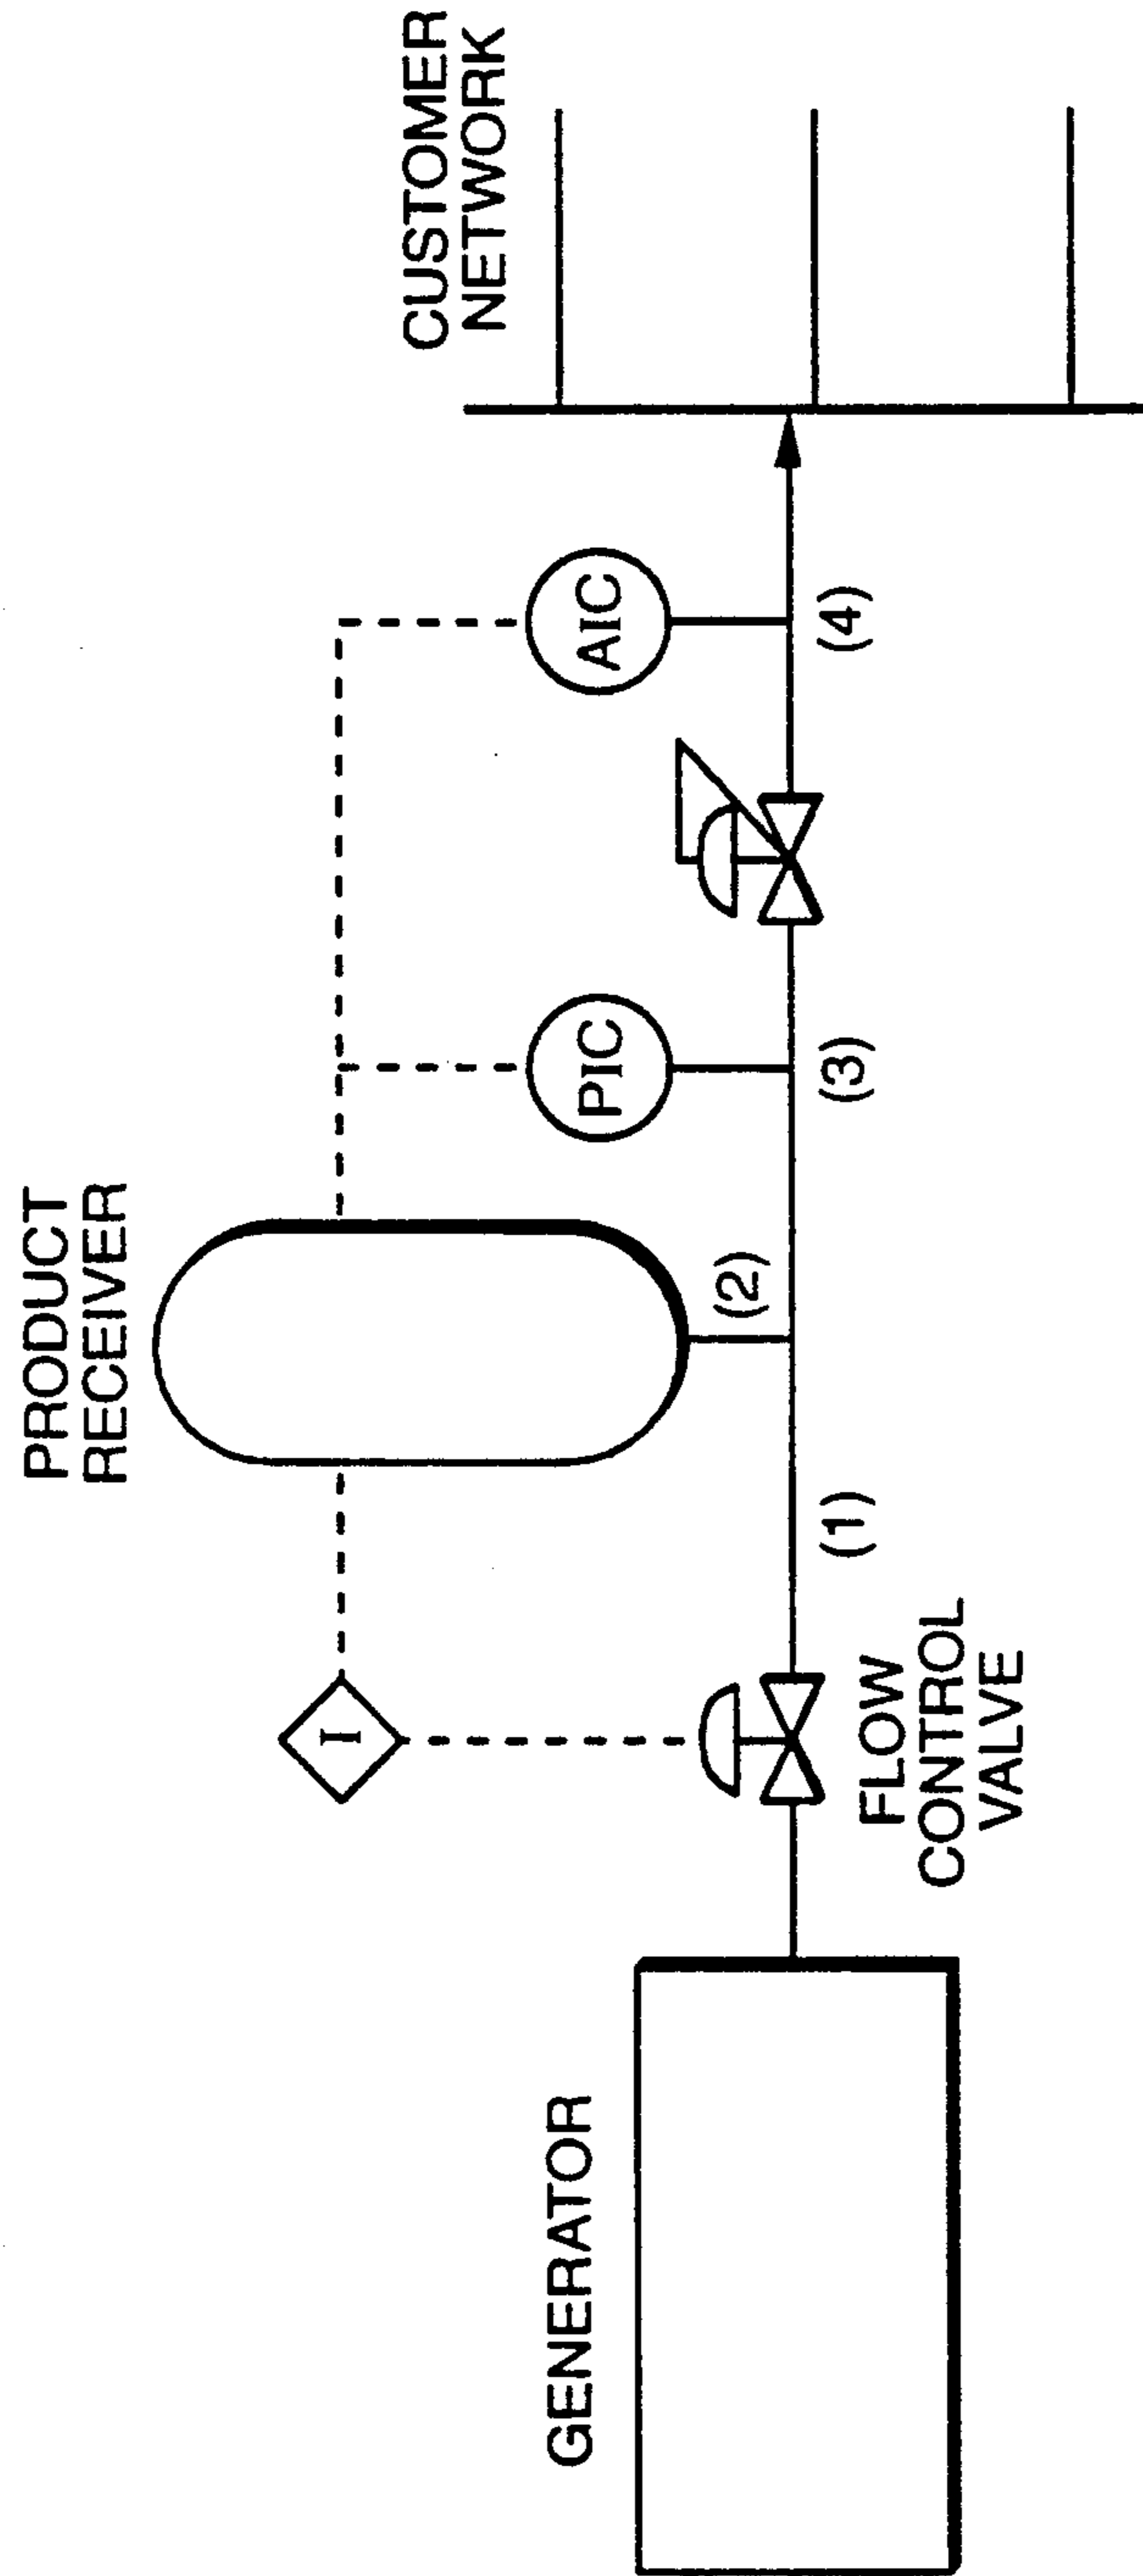 PRODUCT
RECEIVER
CUSTOMER
NETWORK
I
PIC
AIC
GENERATOR
(2)
(1)
(3)
(4)
FLOW
CONTROL
VALVE